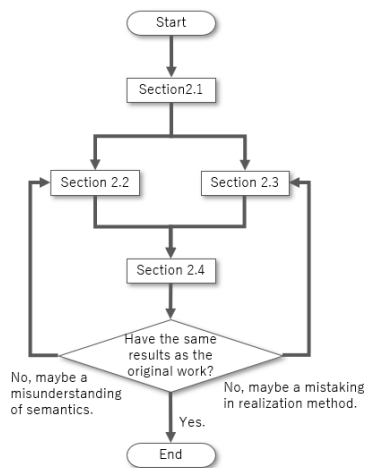 Start
Section2.1
Section 2.2
Section 2.3
Section 2.4
Have the same
results as the
original work?
No, maybe a
misunderstanding
of semantics.
No, maybe a mistaking
in realization method.
Yes.
End